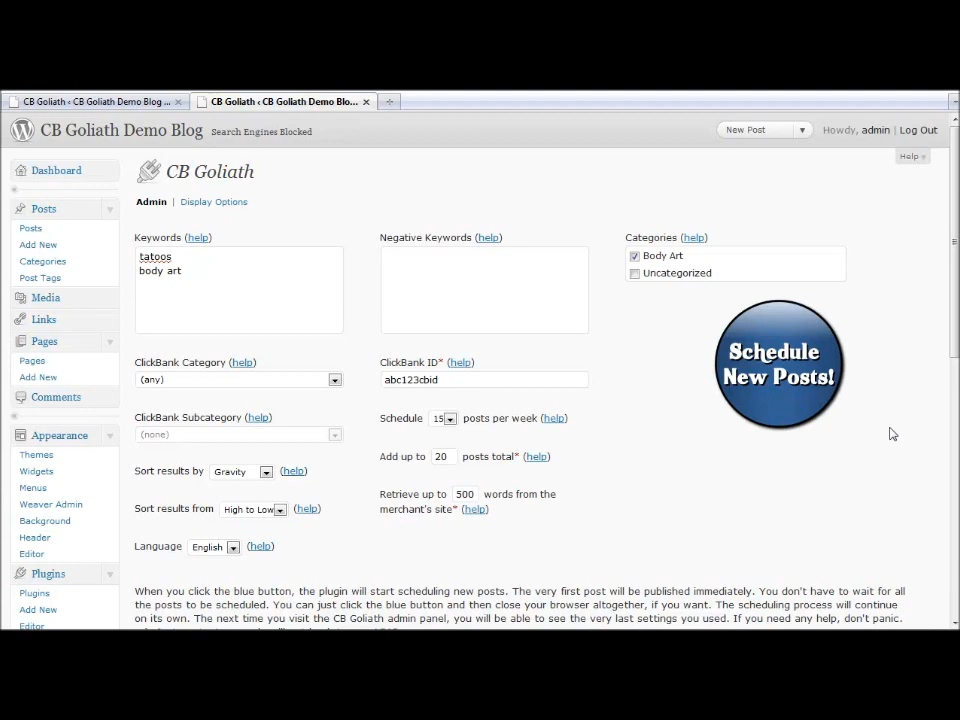 CB Goliath ‹ CB Goliath Demo Blog ...
CB Goliath ‹ CB Goliath Demo Blo...
CB Goliath Demo Blog
Search Engines Blocked
New Post
Howdy, admin | Log Out
Help
Dashboard
Posts
Posts
Add New
Categories
Post Tags
Media
Links
Pages
Pages
Add New
Comments
Appearance
Themes
Widgets
Menus
Weaver Admin
Background
Header
Editor
Plugins
Plugins
Add New
Editor
CB Goliath
Admin | Display Options
Keywords (help)
tatoos
body art
Negative Keywords (help)
Categories (help)
Body Art
Uncategorized
Schedule
New Posts!
ClickBank Category (help)
(any)
ClickBank ID* (help)
abc123cbid
ClickBank Subcategory (help)
(none)
Schedule 15 posts per week (help)
Add up to 20 posts total* (help)
Sort results by Gravity (help)
Retrieve up to 500 words from the
merchant's site* (help)
Sort results from High to Low (help)
Language English (help)
When you click the blue button, the plugin will start scheduling new posts. The very first post will be published immediately. You don't have to wait for all
the posts to be scheduled. You can just click the blue button and then close your browser altogether, if you want. The scheduling process will continue
on its own. The next time you visit the CB Goliath admin panel, you will be able to see the very last settings you used. If you need any help, don't panic.